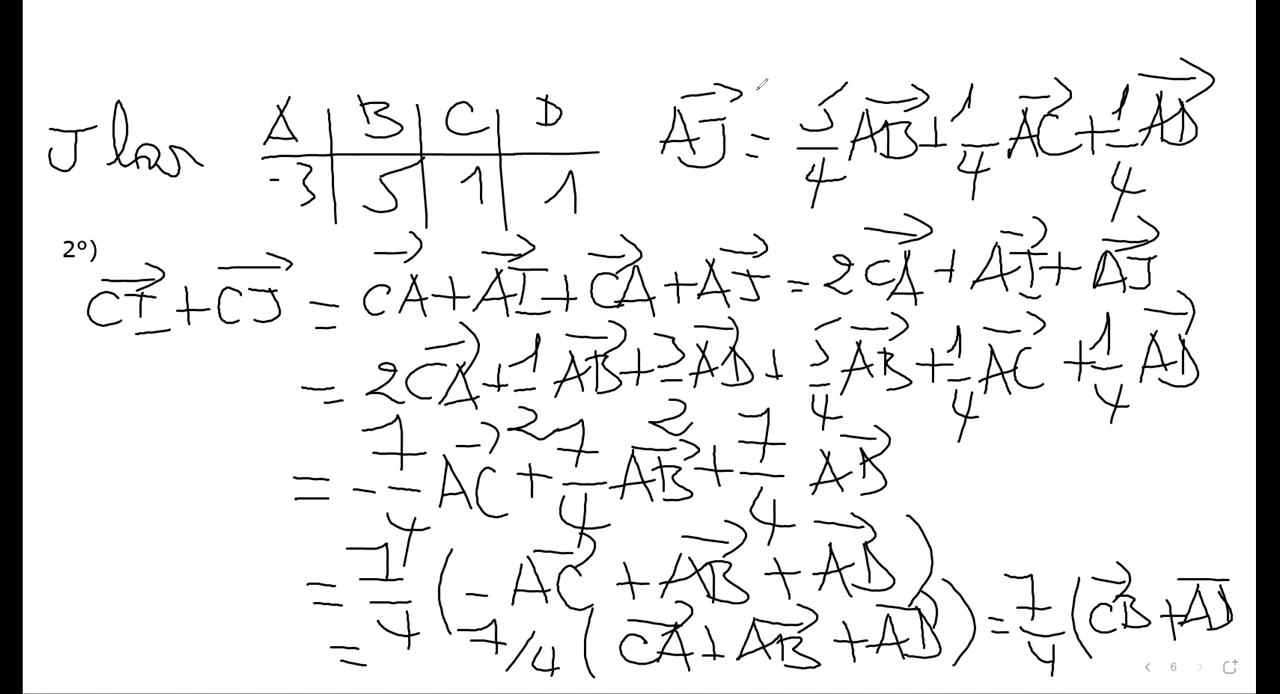 J bar A | B | C | D
-3 | 5 | 1 | 1
AJ⃗ = 5/4 AB⃗ + 1/4 AC⃗ + 1/4 AD⃗
2°)
CI⃗ + CJ⃗ = CA⃗ + AI⃗ + CA⃗ + AJ⃗ = 2CA⃗ + AI⃗ + AJ⃗
= 2CA⃗ + 1/2 AB⃗ + 3/2 AD⃗ + 5/4 AB⃗ + 1/4 AC⃗ + 1/4 AD⃗
= -7/4 AC⃗ + 7/4 AB⃗ + 7/4 AD⃗
= 7/4 (-AC⃗ + AB⃗ + AD⃗)
= 7/4 (CA⃗ + AB⃗ + AD⃗) = 7/4 (CB⃗ + AD
6